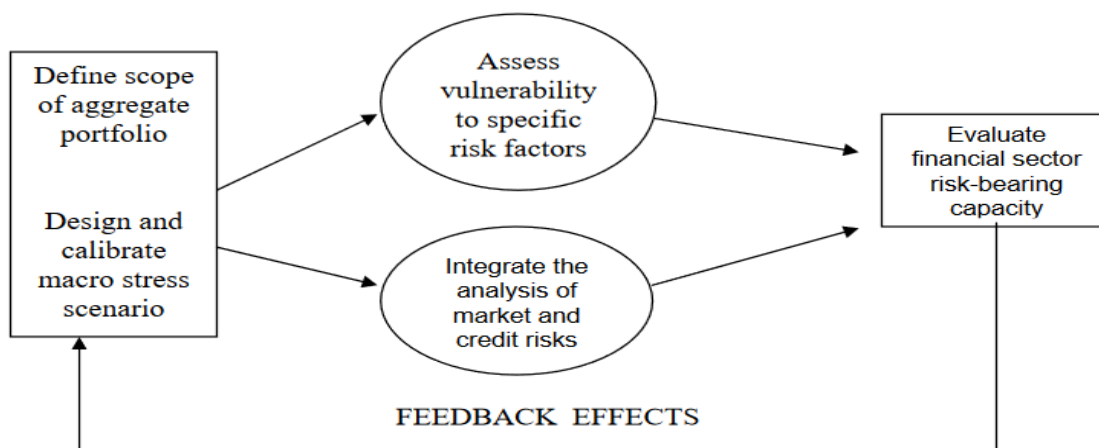 Define scope
of aggregate
portfolio
Design and
calibrate
macro stress
scenario
Assess
vulnerability
to specific
risk factors
Integrate the
analysis of
market and
credit risks
Evaluate
financial sector
risk-bearing
capacity
FEEDBACK EFFECTS